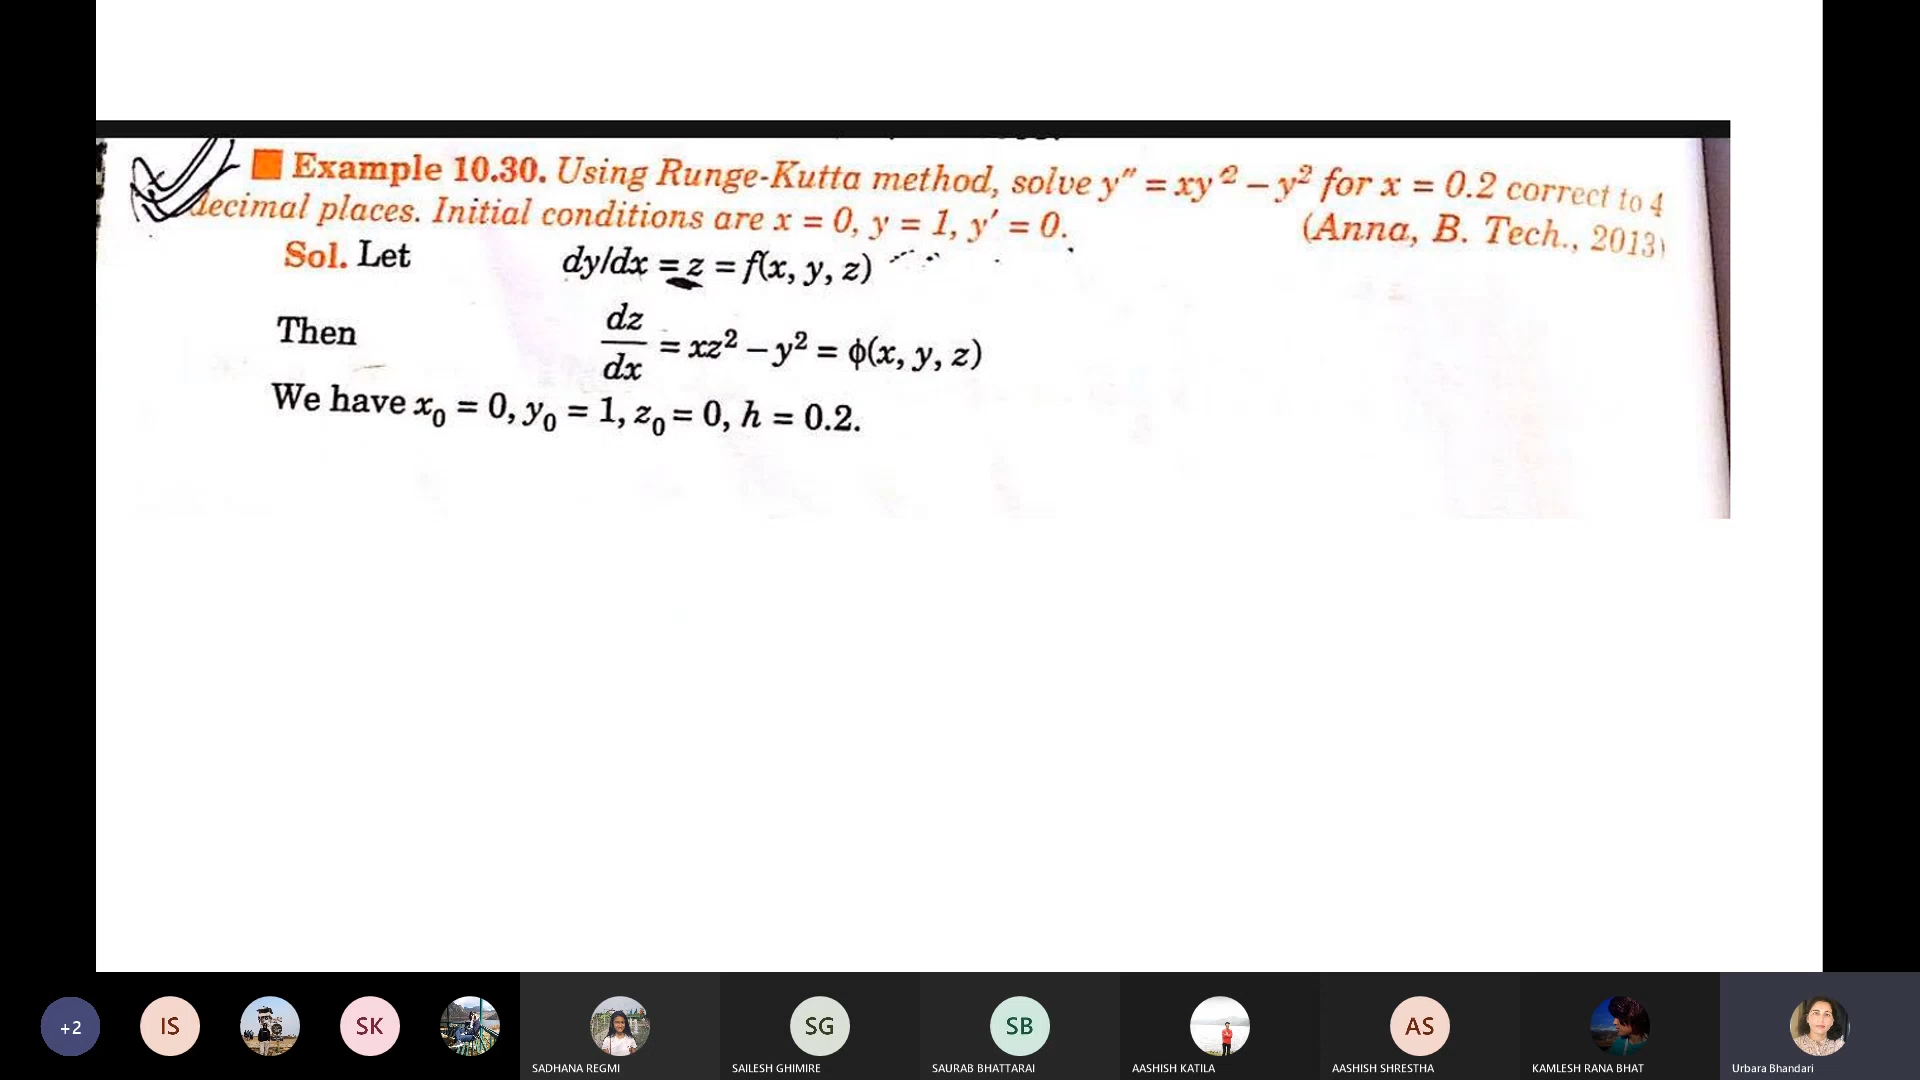 Example 10.30. Using Runge-Kutta method, solve y″ = xy′² – y² for x = 0.2 correct to 4
decimal places. Initial conditions are x = 0, y = 1, y′ = 0. (Anna, B. Tech., 2013)
Sol. Let dy/dx = z = f(x, y, z)
Then dz/dx = xz² – y² = ϕ(x, y, z)
We have x₀ = 0, y₀ = 1, z₀ = 0, h = 0.2.
+2 IS SK SG SB AS
SADHANA REGMI SAILESH GHIMIRE SAURAB BHATTARAI AASHISH KATILA AASHISH SHRESTHA KAMLESH RANA BHAT Urbara Bhandari